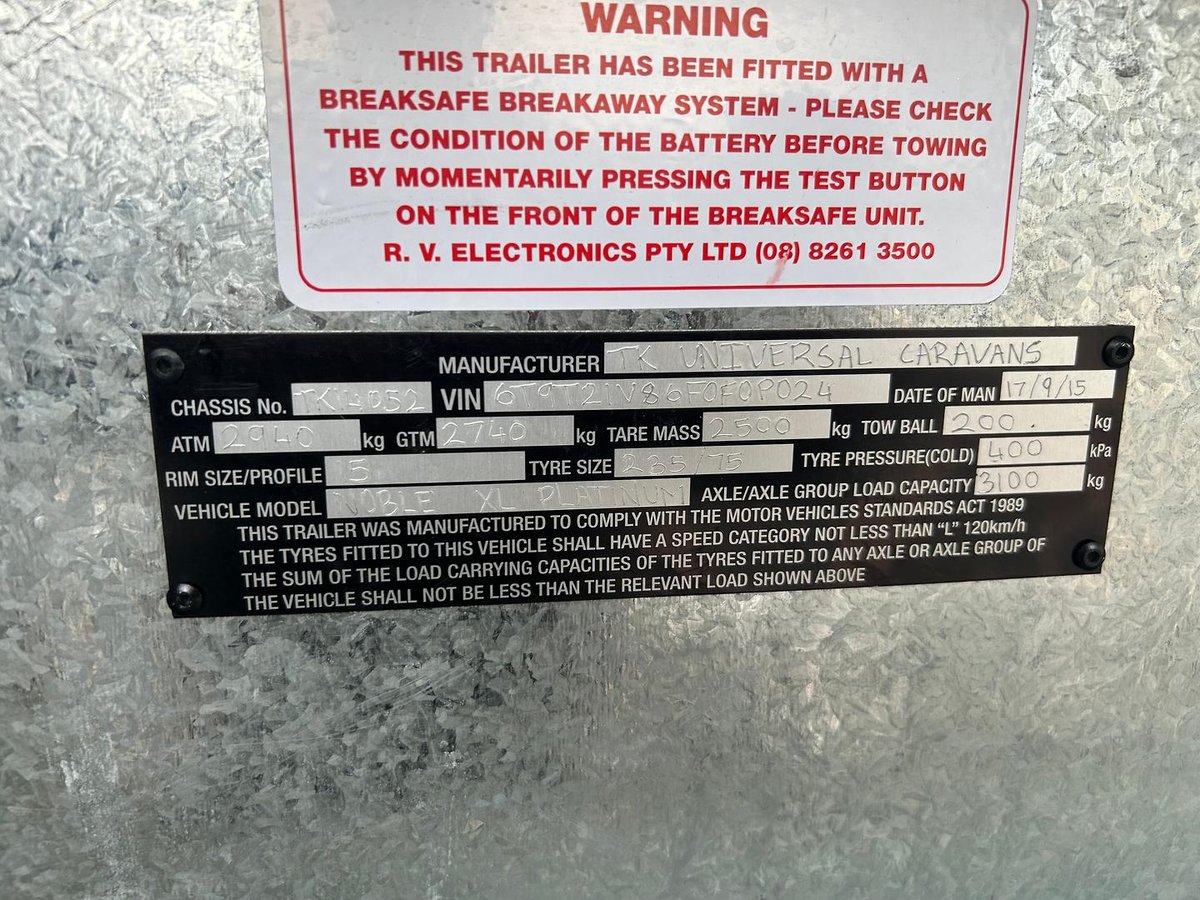 WARNING
THIS TRAILER HAS BEEN FITTED WITH A
BREAKSAFE BREAKAWAY SYSTEM - PLEASE CHECK
THE CONDITION OF THE BATTERY BEFORE TOWING
BY MOMENTARILY PRESSING THE TEST BUTTON
ON THE FRONT OF THE BREAKSAFE UNIT.
R. V. ELECTRONICS PTY LTD (08) 8261 3500
MANUFACTURER TK UNIVERSAL CARAVANS
CHASSIS No. TK4052 VIN 6T9T21V86F0F0P024 DATE OF MAN 17/9/15
ATM 2940 kg GTM 2740 kg TARE MASS 2500 kg TOW BALL 200. kg
RIM SIZE/PROFILE 15 TYRE SIZE 235/75 TYRE PRESSURE(COLD) 400 kPa
VEHICLE MODEL NOBLE XL PLATINUM AXLE/AXLE GROUP LOAD CAPACITY 3100 kg
THIS TRAILER WAS MANUFACTURED TO COMPLY WITH THE MOTOR VEHICLES STANDARDS ACT 1989
THE TYRES FITTED TO THIS VEHICLE SHALL HAVE A SPEED CATEGORY NOT LESS THAN "L" 120km/h
THE SUM OF THE LOAD CARRYING CAPACITIES OF THE TYRES FITTED TO ANY AXLE OR AXLE GROUP OF
THE VEHICLE SHALL NOT BE LESS THAN THE RELEVANT LOAD SHOWN ABOVE